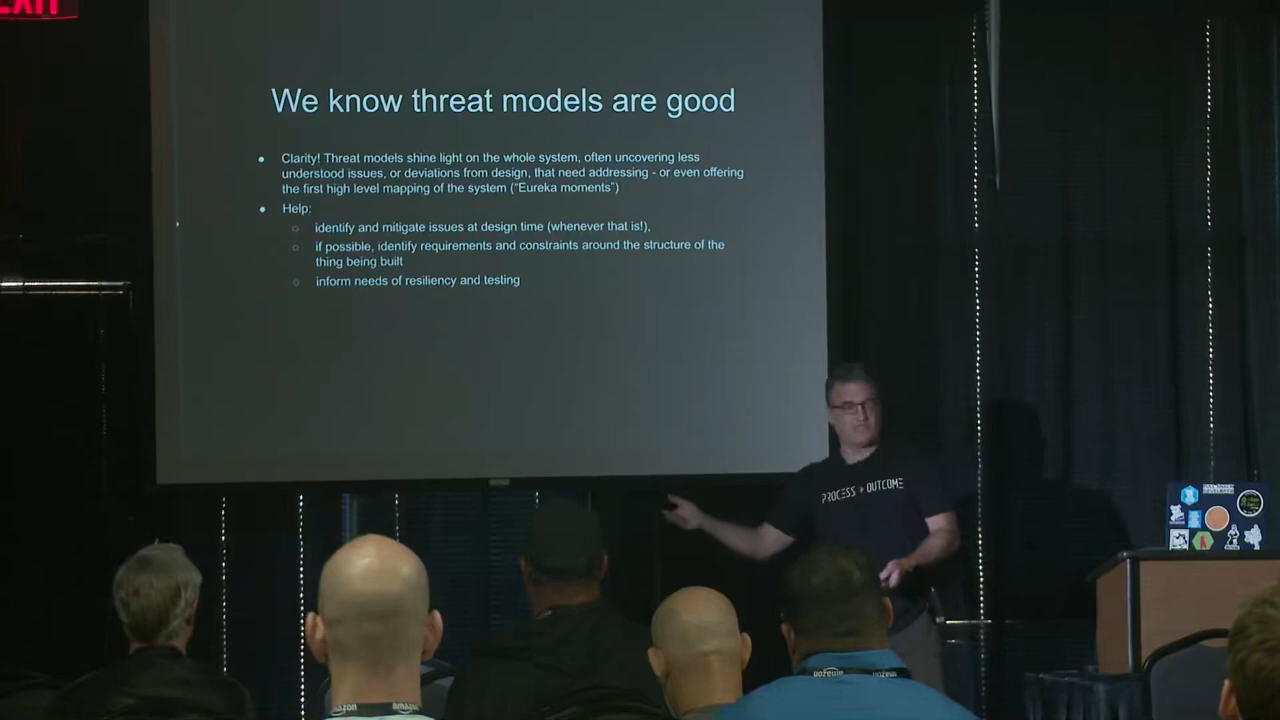 EXIT
We know threat models are good
Clarity! Threat models shine light on the whole system, often uncovering less
understood issues, or deviations from design, that need addressing - or even offering
the first high level mapping of the system (“Eureka moments”)
Help:
identify and mitigate issues at design time (whenever that is!),
if possible, identify requirements and constraints around the structure of the
thing being built
inform needs of resiliency and testing
PROCESS > OUTCOME
amazon